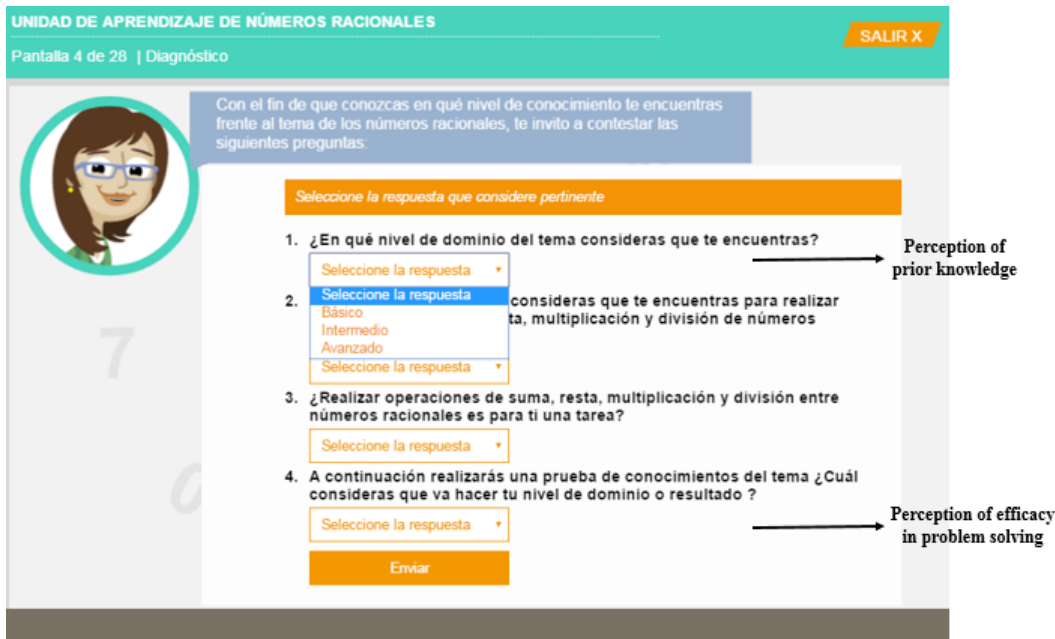 UNIDAD DE APRENDIZAJE DE NÚMEROS RACIONALES
SALIR X
Pantalla 4 de 28 | Diagnóstico
Con el fin de que conozcas en qué nivel de conocimiento te encuentras
frente al tema de los números racionales, te invito a contestar las
siguientes preguntas:
Seleccione la respuesta que considere pertinente
1. ¿En qué nivel de dominio del tema consideras que te encuentras?
Seleccione la respuesta
Seleccione la respuesta
Básico
Intermedio
Avanzado
2. consideras que te encuentras para realizar
ta, multiplicación y división de números
Seleccione la respuesta
3. ¿Realizar operaciones de suma, resta, multiplicación y división entre
números racionales es para ti una tarea?
Seleccione la respuesta
4. A continuación realizarás una prueba de conocimientos del tema ¿Cuál
consideras que va hacer tu nivel de dominio o resultado ?
Seleccione la respuesta
Enviar
Perception of
prior knowledge
Perception of efficacy
in problem solving
7
0